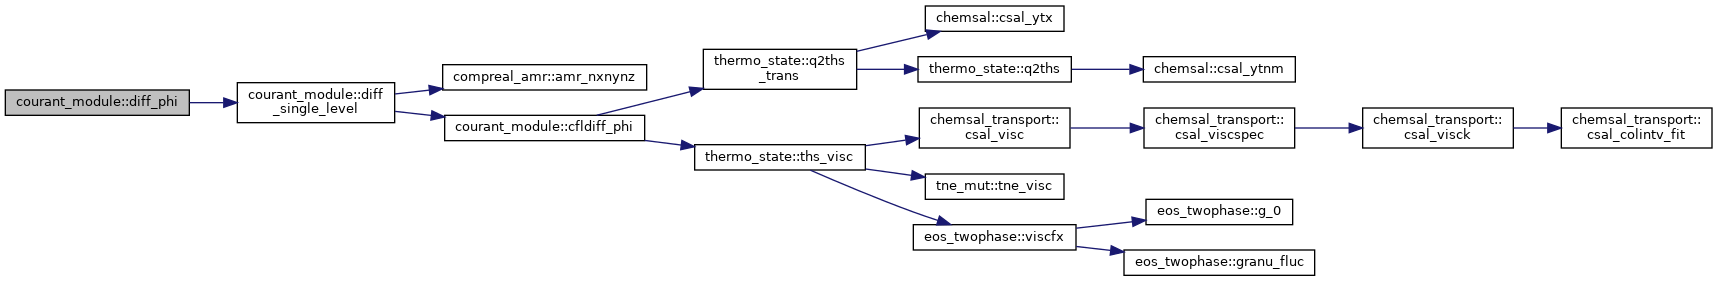 courant_module::diff_phi
courant_module::diff
_single_level
compreal_amr::amr_nxnynz
courant_module::cfldiff_phi
thermo_state::q2ths
_trans
chemsal::csal_ytx
thermo_state::q2ths
chemsal::csal_ytnm
thermo_state::ths_visc
chemsal_transport::
csal_visc
chemsal_transport::
csal_viscspec
chemsal_transport::
csal_visck
chemsal_transport::
csal_colintv_fit
tne_mut::tne_visc
eos_twophase::viscfx
eos_twophase::g_0
eos_twophase::granu_fluc